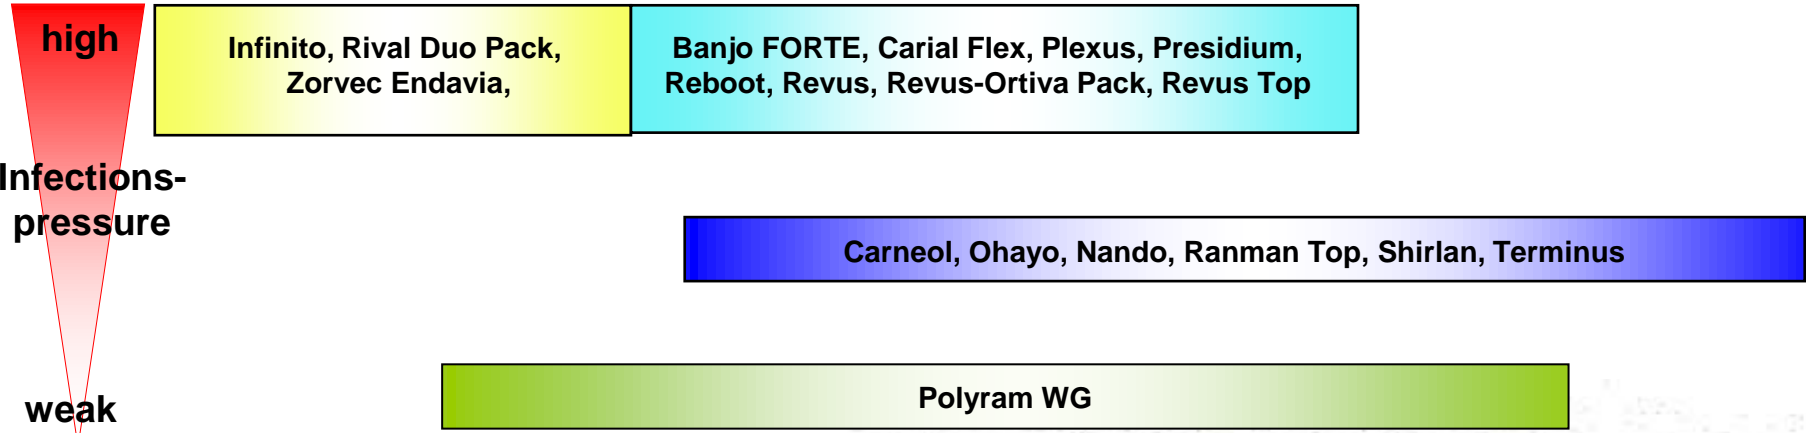 high
Infinito, Rival Duo Pack,
Zorvec Endavia,
Banjo FORTE, Carial Flex, Plexus, Presidium,
Reboot, Revus, Revus-Ortiva Pack, Revus Top
Infections-
pressure
Carneol, Ohayo, Nando, Ranman Top, Shirlan, Terminus
Polyram WG
weak